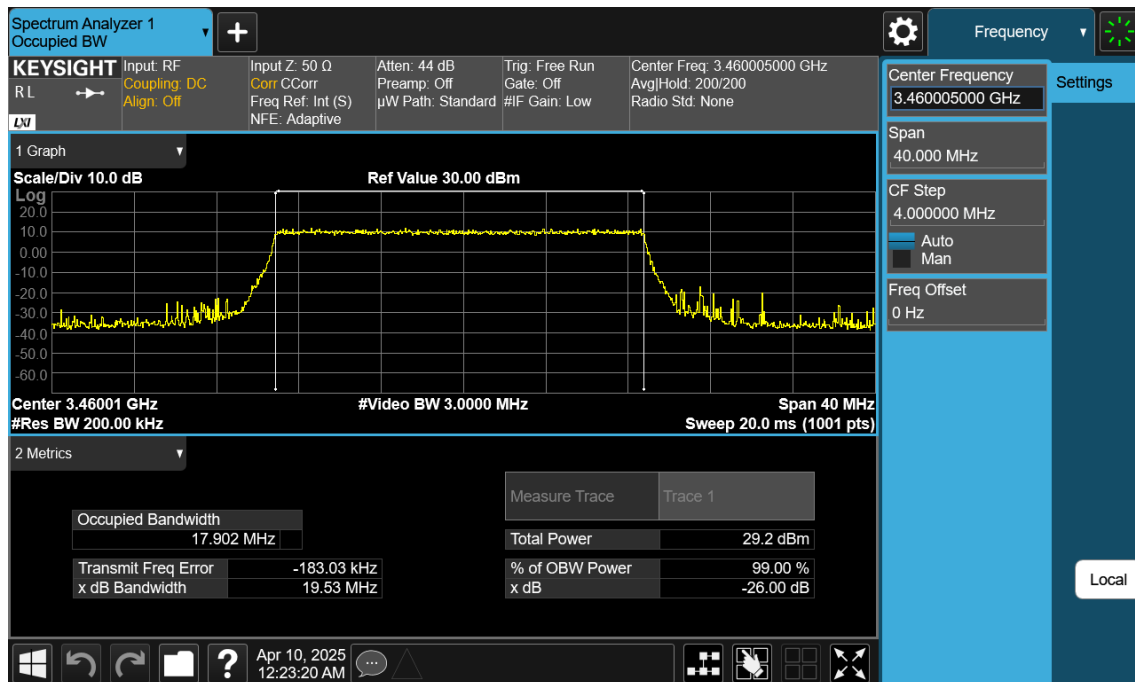 Spectrum Analyzer 1
Occupied BW
Frequency
KEYSIGHT
R L
LXI
Input: RF
Coupling: DC
Align: Off
Input Z: 50 Ω
Corr CCorr
Freq Ref: Int (S)
NFE: Adaptive
Atten: 44 dB
Preamp: Off
µW Path: Standard
Trig: Free Run
Gate: Off
#IF Gain: Low
Center Freq: 3.460005000 GHz
Avg|Hold: 200/200
Radio Std: None
Center Frequency
3.460005000 GHz
Settings
Span
40.000 MHz
CF Step
4.000000 MHz
Auto
Man
Freq Offset
0 Hz
Local
1 Graph
Scale/Div 10.0 dB
Ref Value 30.00 dBm
Log
20.0
10.0
0.00
-10.0
-20.0
-30.0
-40.0
-50.0
-60.0
Center 3.46001 GHz
#Video BW 3.0000 MHz
Span 40 MHz
#Res BW 200.00 kHz
Sweep 20.0 ms (1001 pts)
2 Metrics
Measure Trace
Trace 1
Occupied Bandwidth
17.902 MHz
Total Power
29.2 dBm
Transmit Freq Error
-183.03 kHz
% of OBW Power
99.00 %
x dB Bandwidth
19.53 MHz
x dB
-26.00 dB
?
Apr 10, 2025
12:23:20 AM